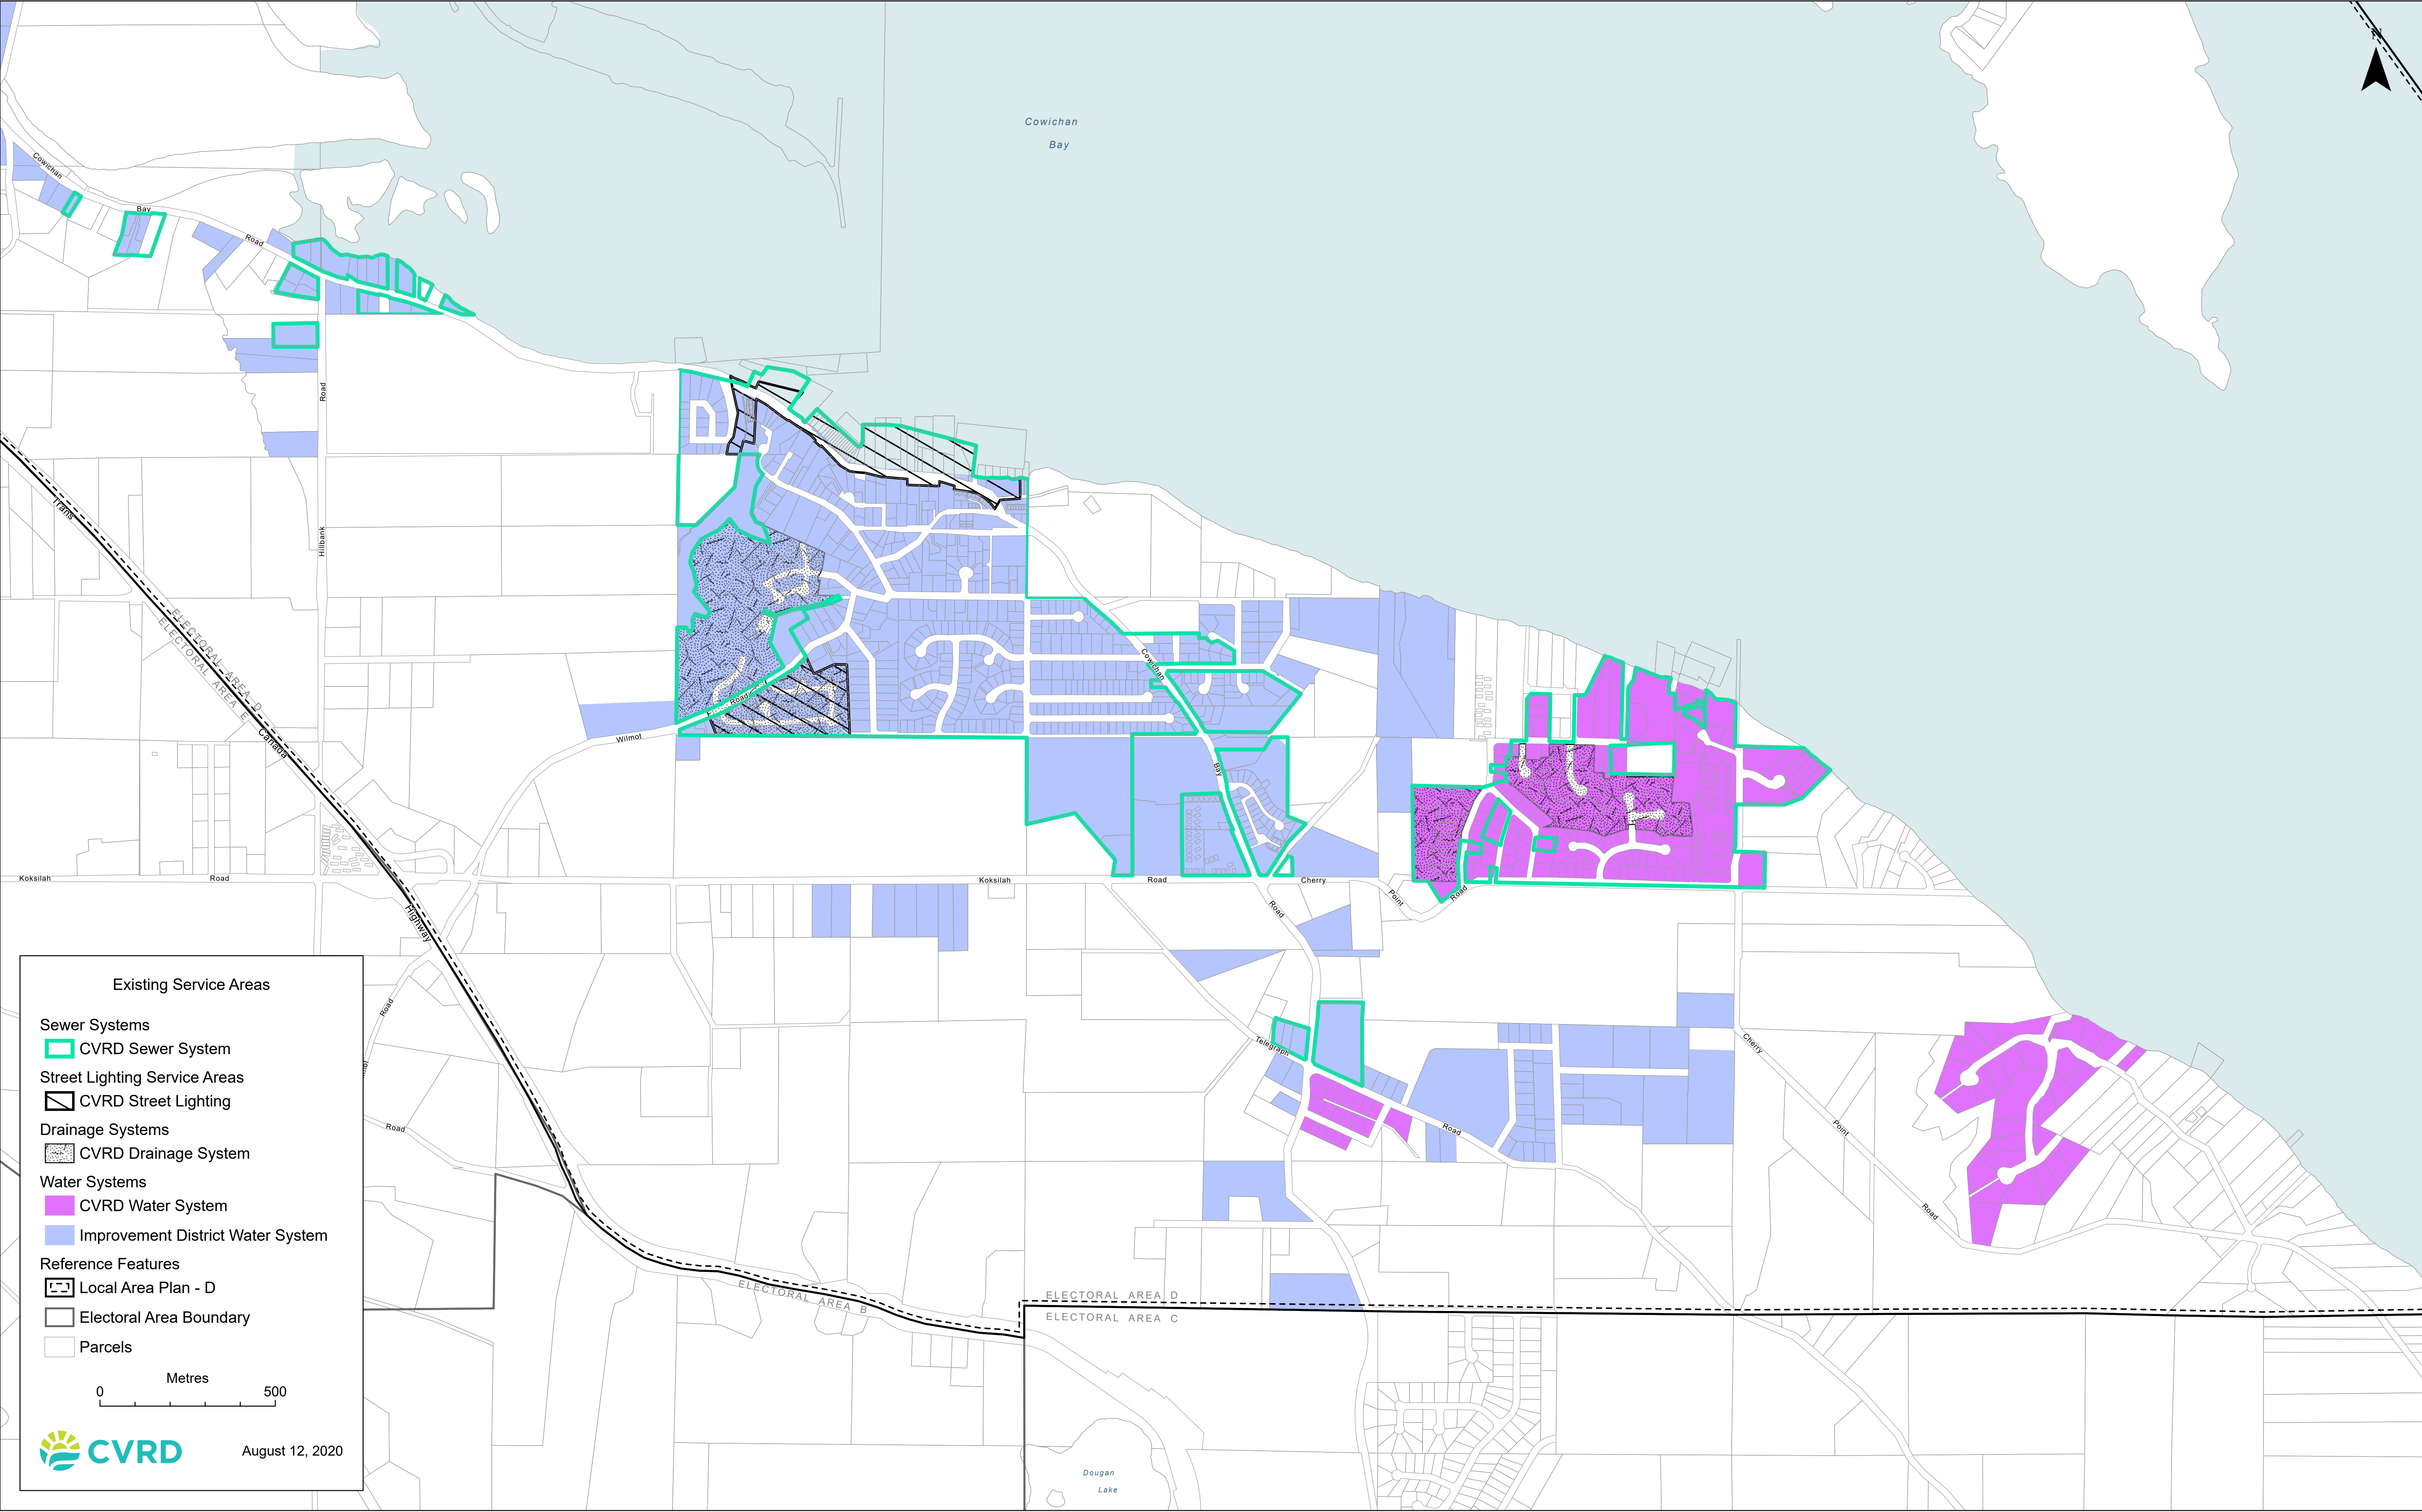 N
Cowichan
Bay
Cowichan
Bay
Road
Road
Hillbank
Trans
Canada
Highway
ELECTORAL AREA D
ELECTORAL AREA E
Wilmot
Road
Cowichan
Bay
Koksilah
Road
Koksilah
Road
Cherry
Point
Road
Road
Telegraph
Road
Cherry
Point
Road
Road
Road
ELECTORAL AREA B
ELECTORAL AREA D
ELECTORAL AREA C
Dougan
Lake
Existing Service Areas
Sewer Systems
CVRD Sewer System
Street Lighting Service Areas
CVRD Street Lighting
Drainage Systems
CVRD Drainage System
Water Systems
CVRD Water System
Improvement District Water System
Reference Features
Local Area Plan - D
Electoral Area Boundary
Parcels
Metres
0 500
CVRD
August 12, 2020